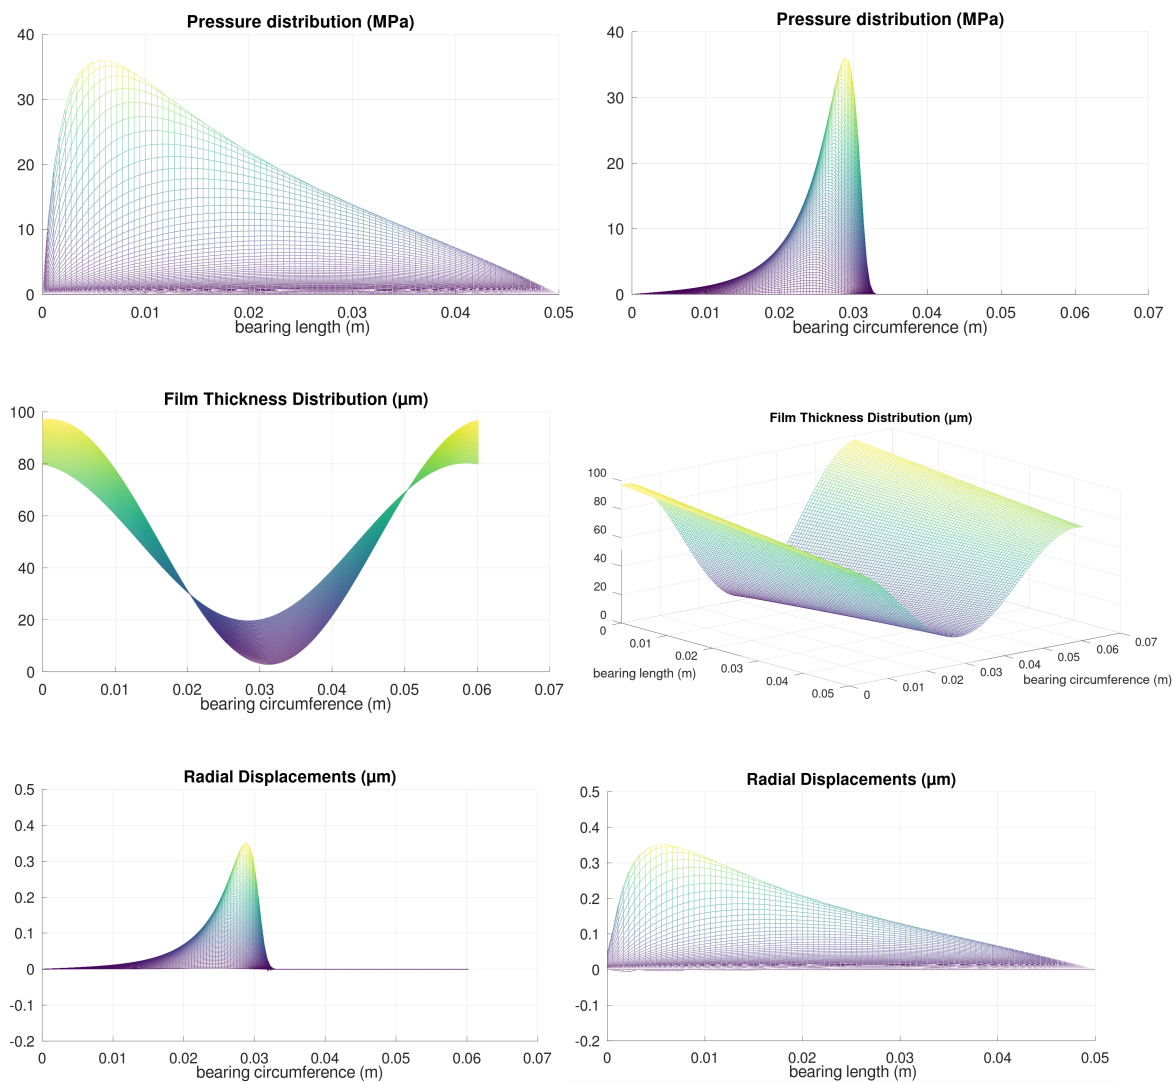 Pressure distribution (MPa)
40
30
20
10
0
0 0.01 0.02 0.03 0.04 0.05
bearing length (m)
Pressure distribution (MPa)
40
30
20
10
0
0 0.01 0.02 0.03 0.04 0.05 0.06 0.07
bearing circumference (m)
Film Thickness Distribution (μm)
100
80
60
40
20
0
0 0.01 0.02 0.03 0.04 0.05 0.06 0.07
bearing circumference (m)
Film Thickness Distribution (μm)
100
80
60
40
20
0
0
0.01
0.02
0.03
0.04
0.05
bearing length (m)
0
0.01
0.02
0.03
0.04
0.05
0.06
0.07
bearing circumference (m)
Radial Displacements (μm)
0.5
0.4
0.3
0.2
0.1
0
-0.1
-0.2
0 0.01 0.02 0.03 0.04 0.05 0.06 0.07
bearing circumference (m)
Radial Displacements (μm)
0.5
0.4
0.3
0.2
0.1
0
-0.1
-0.2
0 0.01 0.02 0.03 0.04 0.05
bearing length (m)